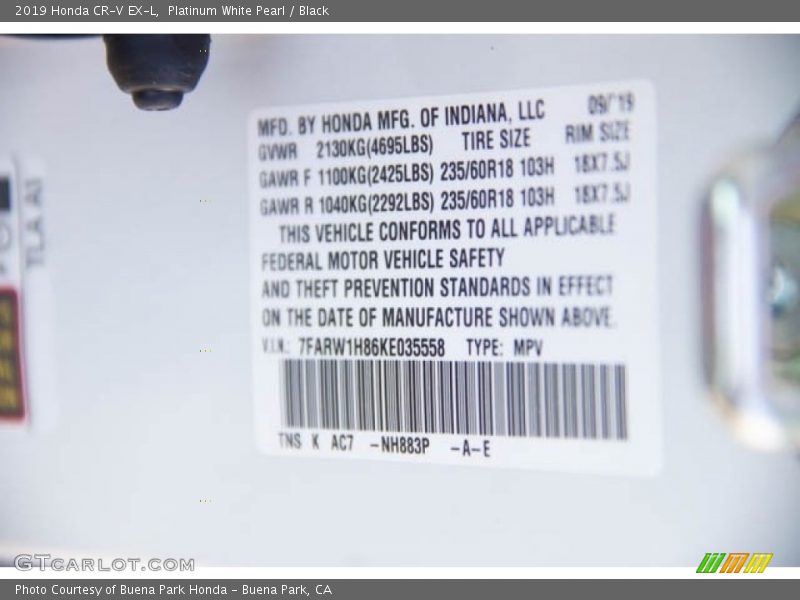 2019 Honda CR-V EX-L, Platinum White Pearl / Black
MFD. BY HONDA MFG. OF INDIANA, LLC 09/'19
GVWR 2130KG(4695LBS) TIRE SIZE RIM SIZE
GAWR F 1100KG(2425LBS) 235/60R18 103H 18X7.5J
GAWR R 1040KG(2292LBS) 235/60R18 103H 18X7.5J
THIS VEHICLE CONFORMS TO ALL APPLICABLE
FEDERAL MOTOR VEHICLE SAFETY
AND THEFT PREVENTION STANDARDS IN EFFECT
ON THE DATE OF MANUFACTURE SHOWN ABOVE.
V.I.N.: 7FARW1H86KE035558 TYPE: MPV
TNS K AC7 -NH883P -A-E
TLA A1
GTCARLOT.COM
Photo Courtesy of Buena Park Honda - Buena Park, CA